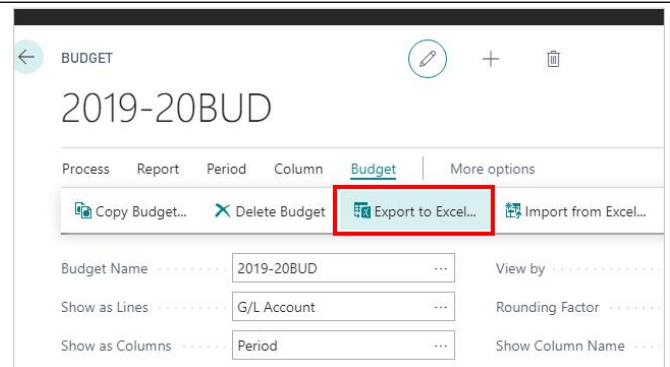 BUDGET
2019-20BUD
Process Report Period Column Budget More options
Copy Budget... Delete Budget Export to Excel... Import from Excel...
Budget Name 2019-20BUD ... View by
Show as Lines G/L Account ... Rounding Factor
Show as Columns Period ... Show Column Name